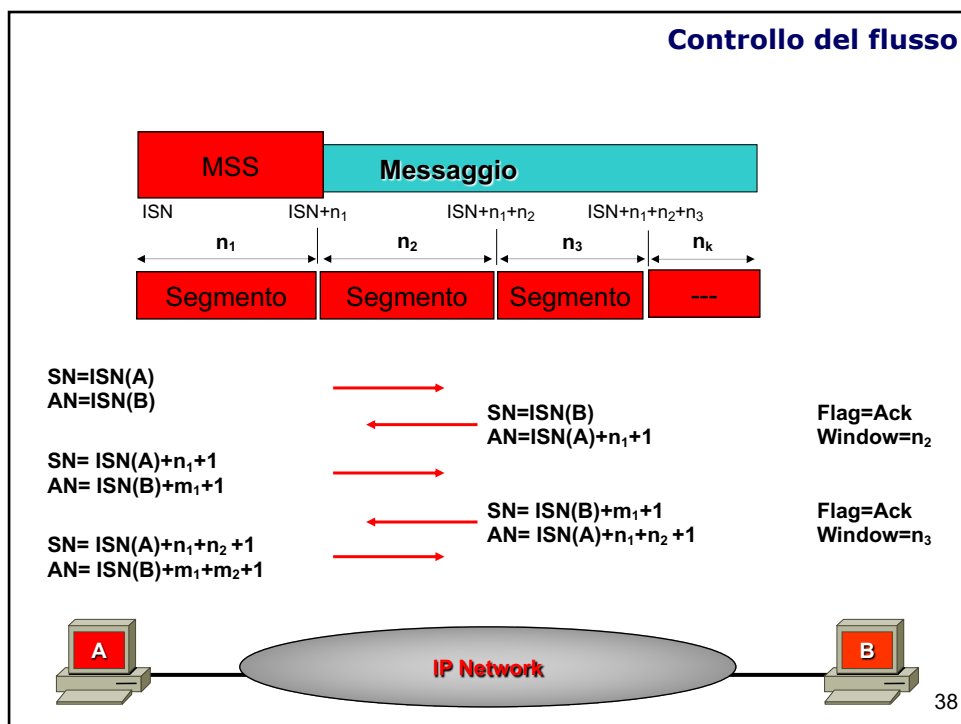 Controllo del flusso
MSS
Messaggio
ISN
ISN+n₁
ISN+n₁+n₂
ISN+n₁+n₂+n₃
n₁
n₂
n₃
nₖ
Segmento
Segmento
Segmento
---
SN=ISN(A)
AN=ISN(B)
SN=ISN(B)
AN=ISN(A)+n₁+1
Flag=Ack
Window=n₂
SN= ISN(A)+n₁+1
AN= ISN(B)+m₁+1
SN= ISN(B)+m₁+1
AN= ISN(A)+n₁+n₂ +1
Flag=Ack
Window=n₃
SN= ISN(A)+n₁+n₂ +1
AN= ISN(B)+m₁+m₂+1
A
IP Network
B
38